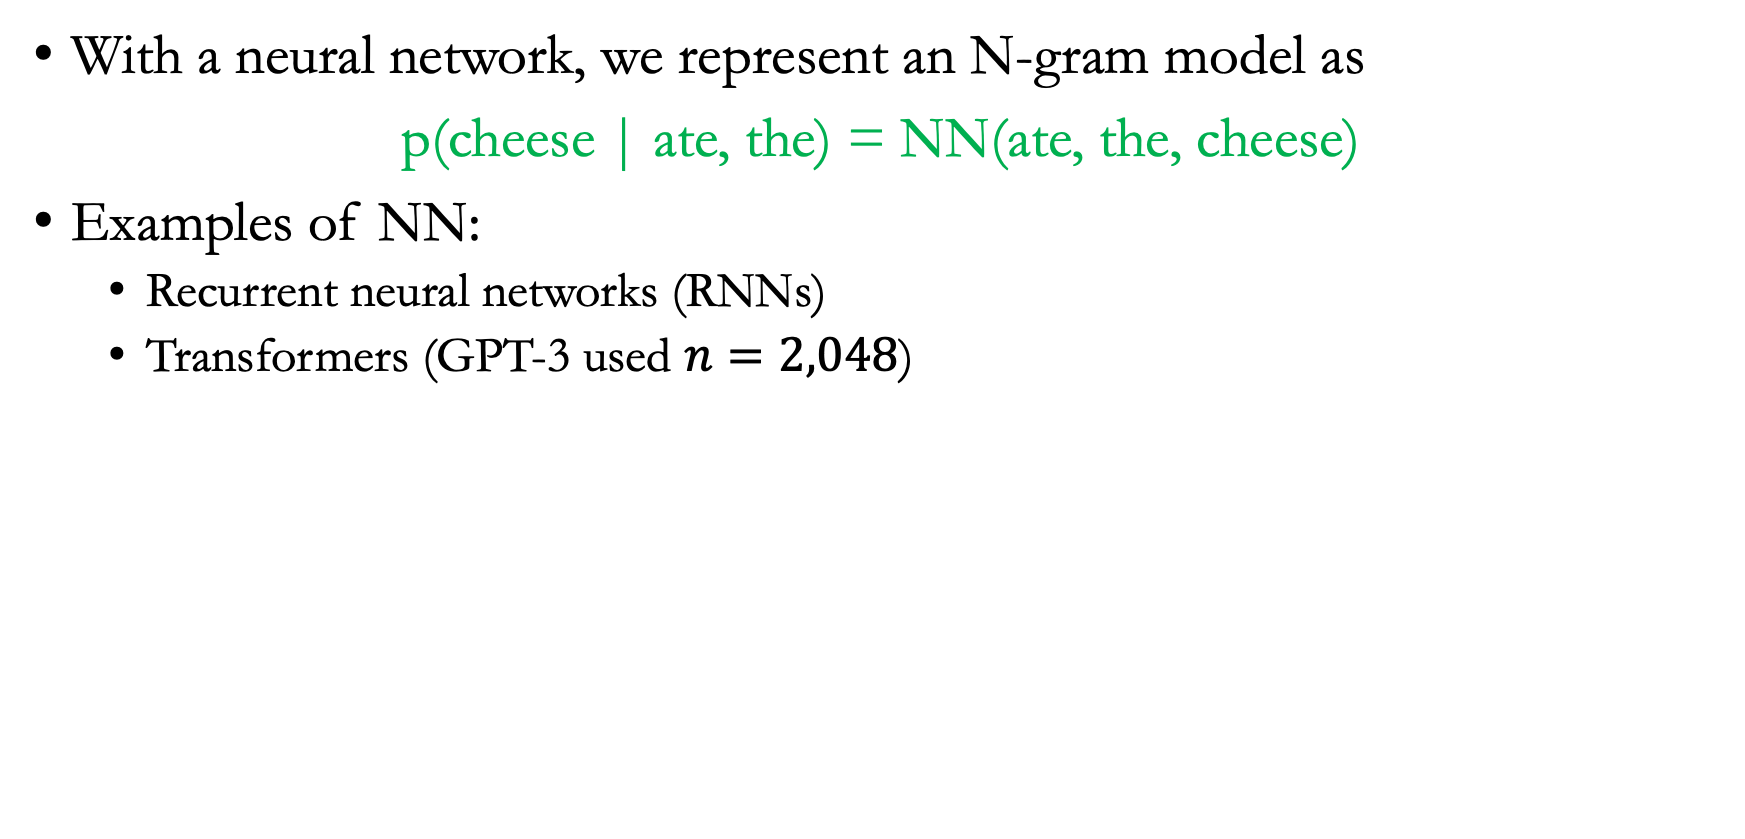 • With a neural network, we represent an N-gram model as
p(cheese | ate, the) = NN(ate, the, cheese)
• Examples of NN:
• Recurrent neural networks (RNNs)
• Transformers (GPT-3 used n = 2,048)